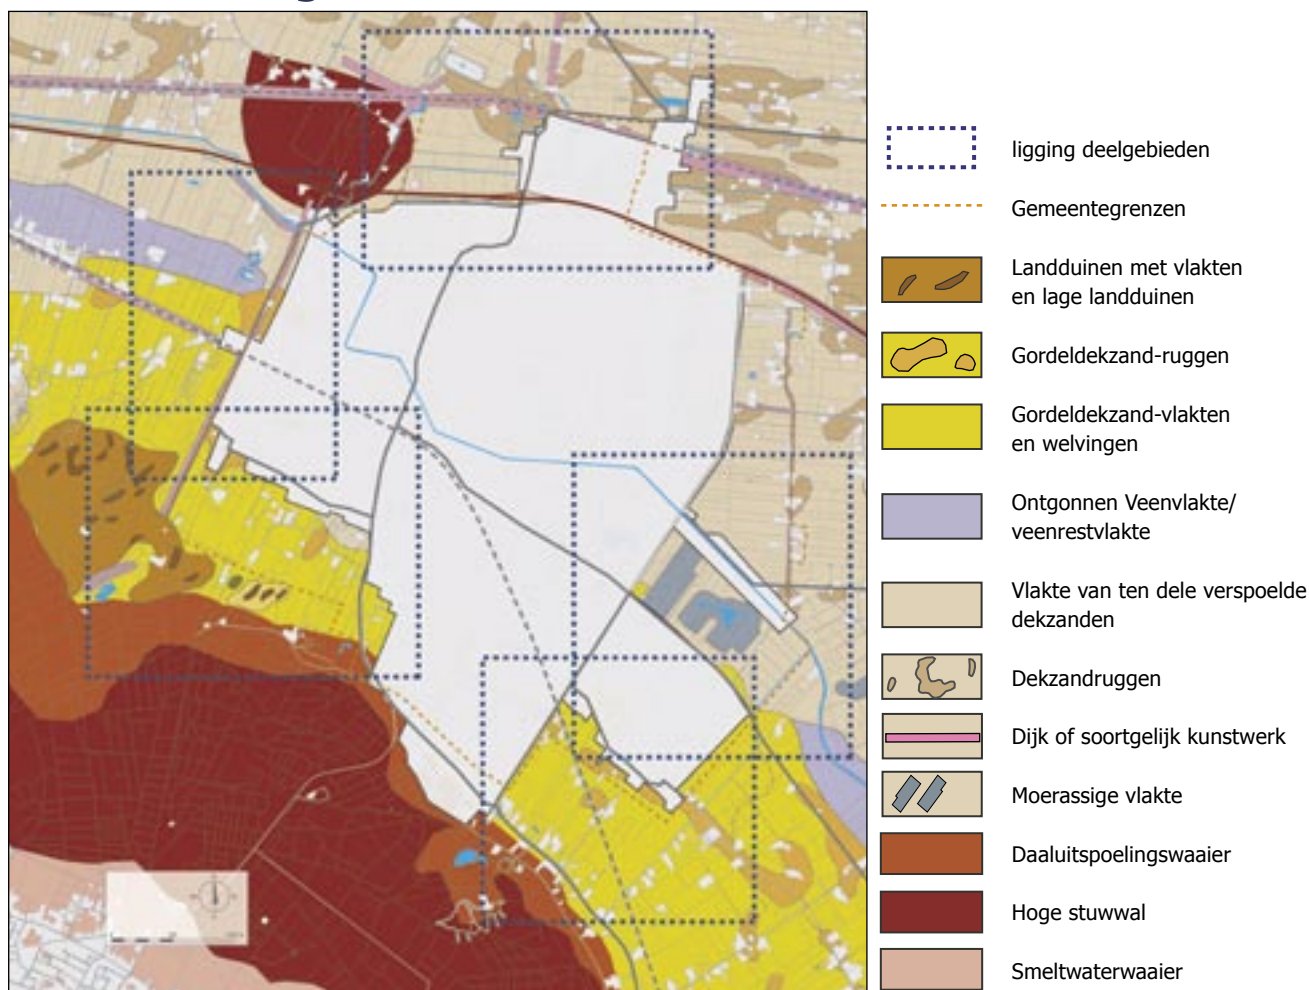 ligging deelgebieden
Gemeentegrenzen
Landduinen met vlakten
en lage landduinen
Gordeldekzand-ruggen
Gordeldekzand-vlakten
en welvingen
Ontgonnen Veenvlakte/
veenrestvlakte
Vlakte van ten dele verspoelde
dekzanden
Dekzandruggen
Dijk of soortgelijk kunstwerk
Moerassige vlakte
Daaluitspoelingswaaier
Hoge stuwwal
Smeltwaterwaaier